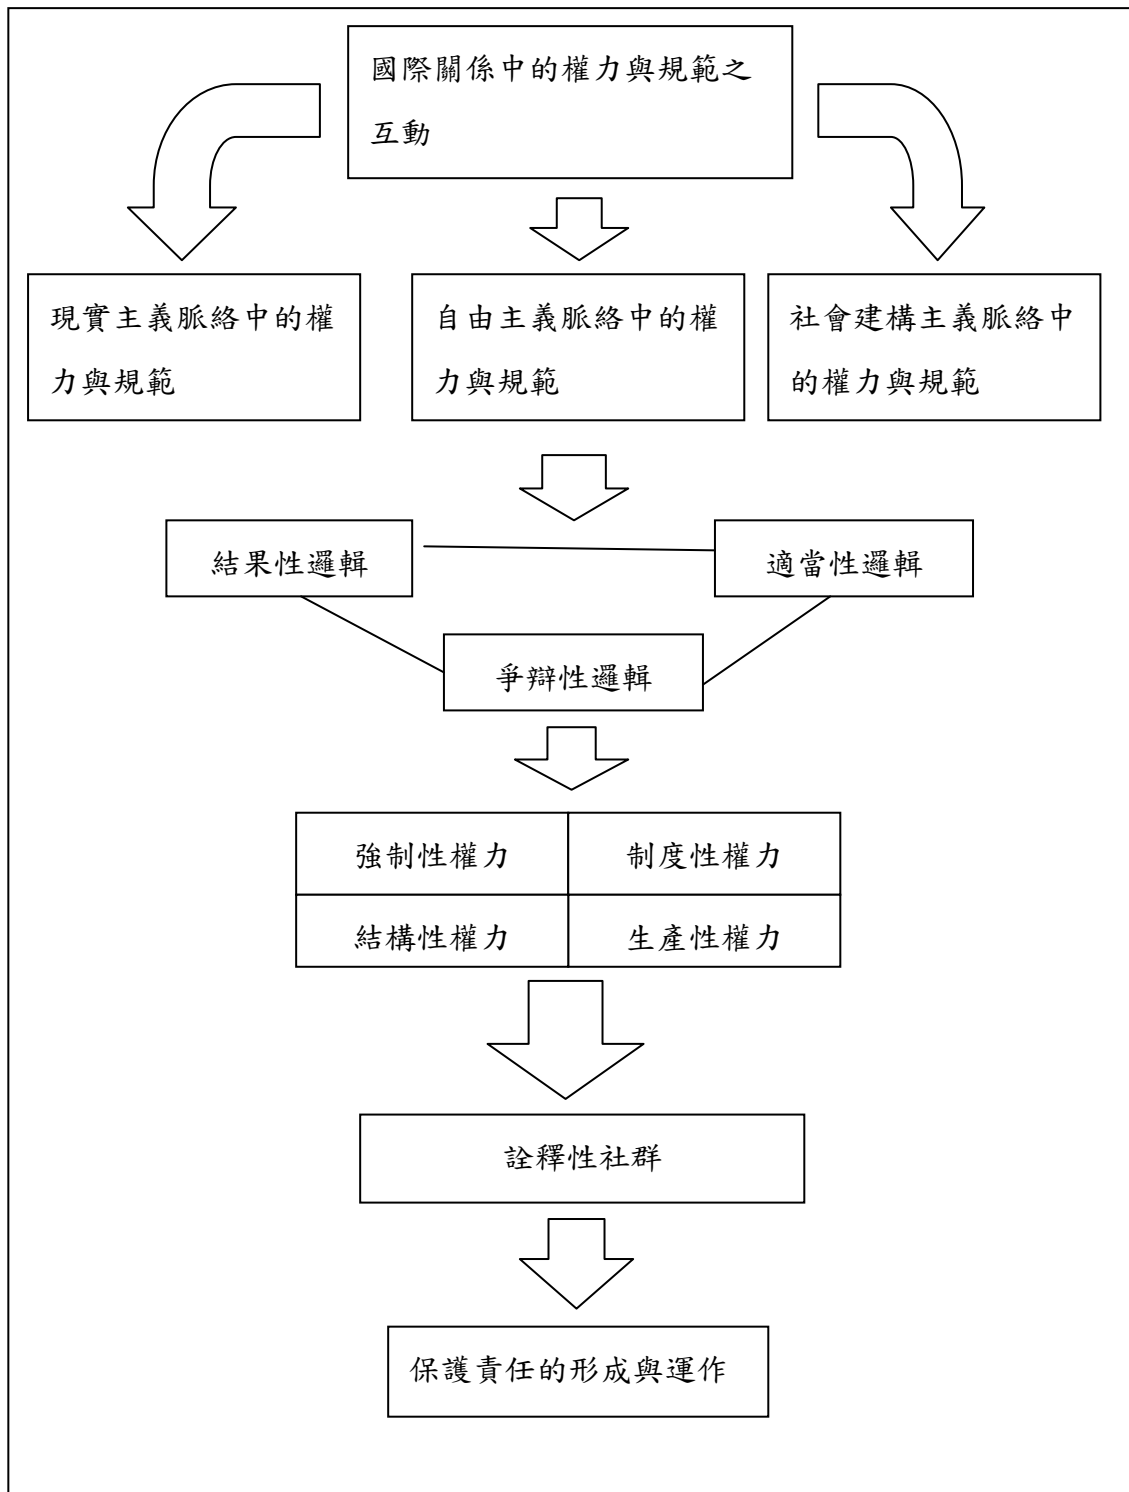 國際關係中的權力與規範之
互動
現實主義脈絡中的權
力與規範
自由主義脈絡中的權
力與規範
社會建構主義脈絡中
的權力與規範
結果性邏輯
適當性邏輯
爭辯性邏輯
強制性權力
制度性權力
結構性權力
生產性權力
詮釋性社群
保護責任的形成與運作